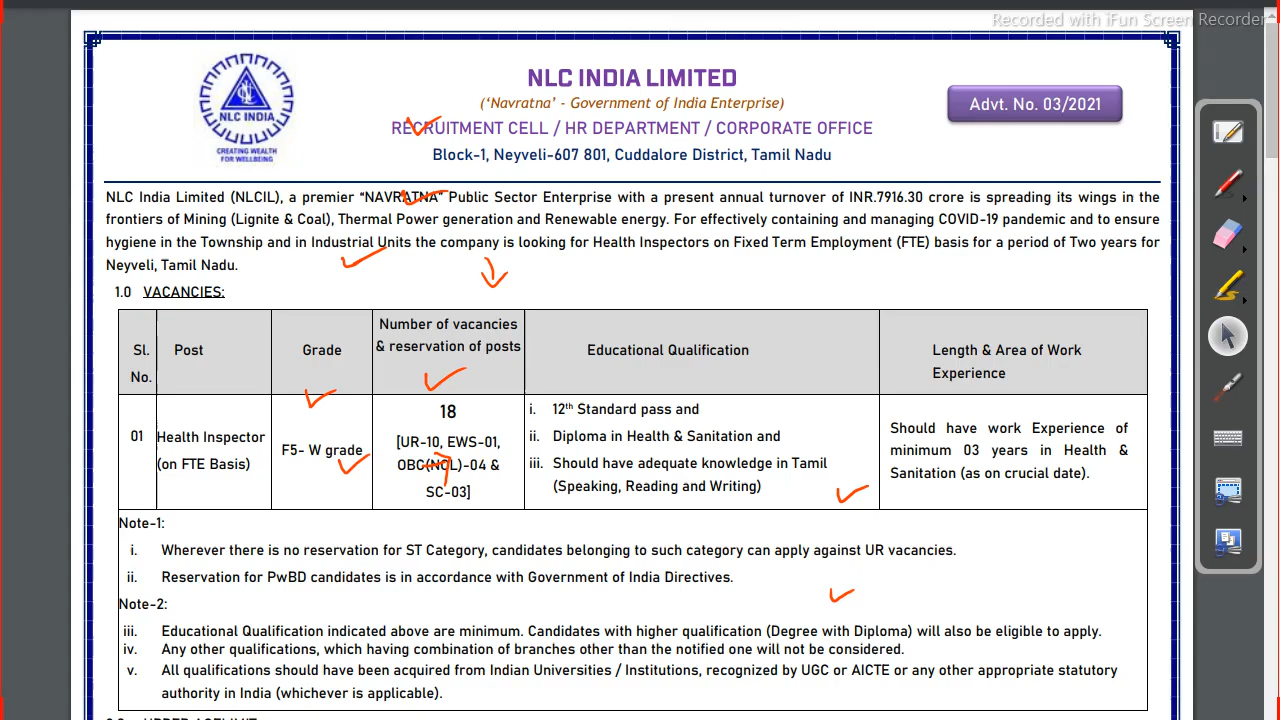 Recorded with iFun Screen Recorder
NLC INDIA
CREATING WEALTH
FOR WELLBEING
NLC INDIA LIMITED
(‘Navratna’ - Government of India Enterprise)
RECRUITMENT CELL / HR DEPARTMENT / CORPORATE OFFICE
Block-1, Neyveli-607 801, Cuddalore District, Tamil Nadu
Advt. No. 03/2021
NLC India Limited (NLCIL), a premier “NAVRATNA” Public Sector Enterprise with a present annual turnover of INR.7916.30 crore is spreading its wings in the
frontiers of Mining (Lignite & Coal), Thermal Power generation and Renewable energy. For effectively containing and managing COVID-19 pandemic and to ensure
hygiene in the Township and in Industrial Units the company is looking for Health Inspectors on Fixed Term Employment (FTE) basis for a period of Two years for
Neyveli, Tamil Nadu.
1.0 VACANCIES:
Sl.
No.
Post
Grade
Number of vacancies
& reservation of posts
Educational Qualification
Length & Area of Work
Experience
01
Health Inspector
(on FTE Basis)
F5- W grade
18
[UR-10, EWS-01,
OBC(NCL)-04 &
SC-03]
i. 12th Standard pass and
ii. Diploma in Health & Sanitation and
iii. Should have adequate knowledge in Tamil
(Speaking, Reading and Writing)
Should have work Experience of
minimum 03 years in Health &
Sanitation (as on crucial date).
Note-1:
i. Wherever there is no reservation for ST Category, candidates belonging to such category can apply against UR vacancies.
ii. Reservation for PwBD candidates is in accordance with Government of India Directives.
Note-2:
iii. Educational Qualification indicated above are minimum. Candidates with higher qualification (Degree with Diploma) will also be eligible to apply.
iv. Any other qualifications, which having combination of branches other than the notified one will not be considered.
v. All qualifications should have been acquired from Indian Universities / Institutions, recognized by UGC or AICTE or any other appropriate statutory
authority in India (whichever is applicable).